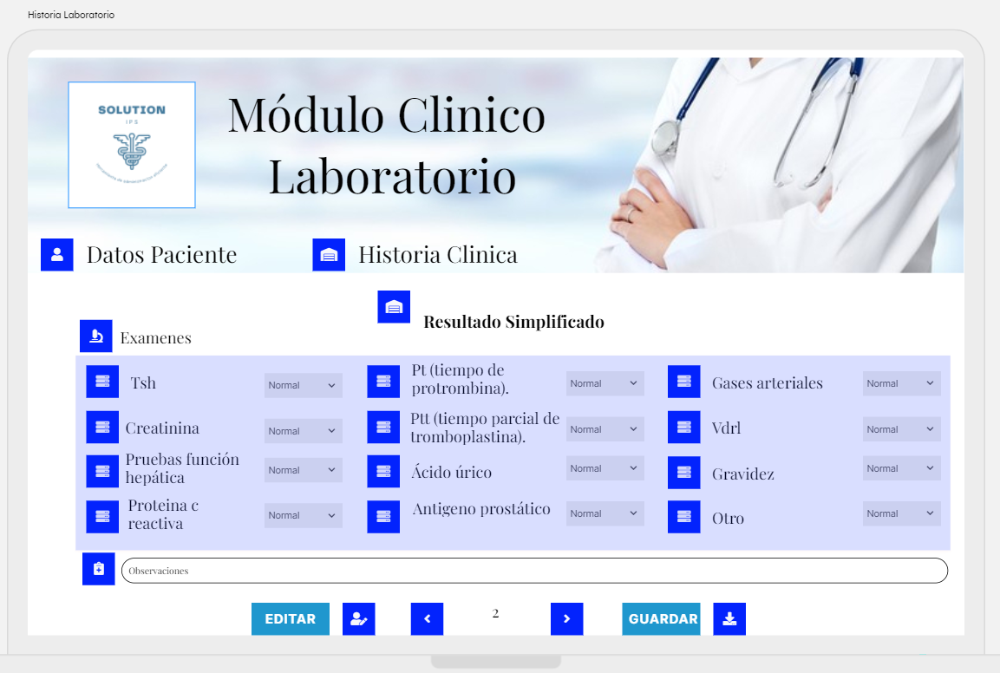 Historia Laboratorio
SOLUTION
IPS
Módulo Clinico
Laboratorio
Datos Paciente
Historia Clinica
Resultado Simplificado
Examenes
Tsh
Normal
Pt (tiempo de
protrombina).
Normal
Gases arteriales
Normal
Creatinina
Normal
Ptt (tiempo parcial de
tromboplastina).
Normal
Vdrl
Normal
Pruebas función
hepática
Normal
Ácido úrico
Normal
Gravidez
Normal
Proteina c
reactiva
Normal
Antigeno prostático
Normal
Otro
Normal
Observaciones
EDITAR
2
GUARDAR